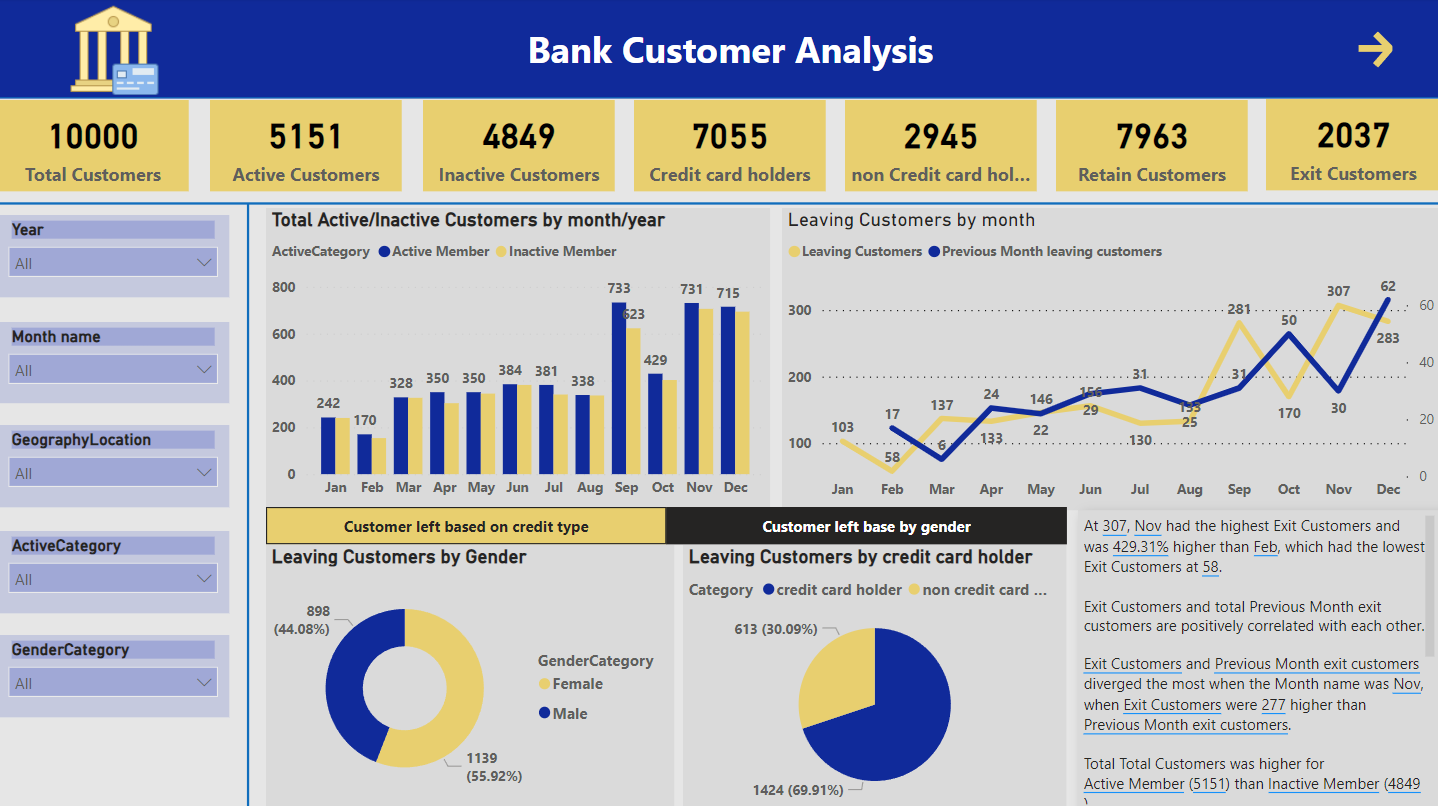 Bank Customer Analysis
10000
Total Customers
5151
Active Customers
4849
Inactive Customers
7055
Credit card holders
2945
non Credit card hol...
7963
Retain Customers
2037
Exit Customers
Year
All
Month name
All
GeographyLocation
All
ActiveCategory
All
GenderCategory
All
Total Active/Inactive Customers by month/year
ActiveCategory Active Member Inactive Member
800
600
400
200
0
242
170
328
350
350
384
381
338
733
623
429
731
715
Jan Feb Mar Apr May Jun Jul Aug Sep Oct Nov Dec
Leaving Customers by month
Leaving Customers Previous Month leaving customers
300
200
100
60
40
20
0
103
17
58
137
6
24
133
146
22
156
29
31
130
133
25
281
31
50
170
307
30
62
283
Jan Feb Mar Apr May Jun Jul Aug Sep Oct Nov Dec
Customer left based on credit type
Customer left base by gender
Leaving Customers by Gender
898
(44.08%)
1139
(55.92%)
GenderCategory
Female
Male
Leaving Customers by credit card holder
Category credit card holder non credit card ...
613 (30.09%)
1424 (69.91%)
At 307, Nov had the highest Exit Customers and
was 429.31% higher than Feb, which had the lowest
Exit Customers at 58.
Exit Customers and total Previous Month exit
customers are positively correlated with each other.
Exit Customers and Previous Month exit customers
diverged the most when the Month name was Nov,
when Exit Customers were 277 higher than
Previous Month exit customers.
Total Total Customers was higher for
Active Member (5151) than Inactive Member (4849
)